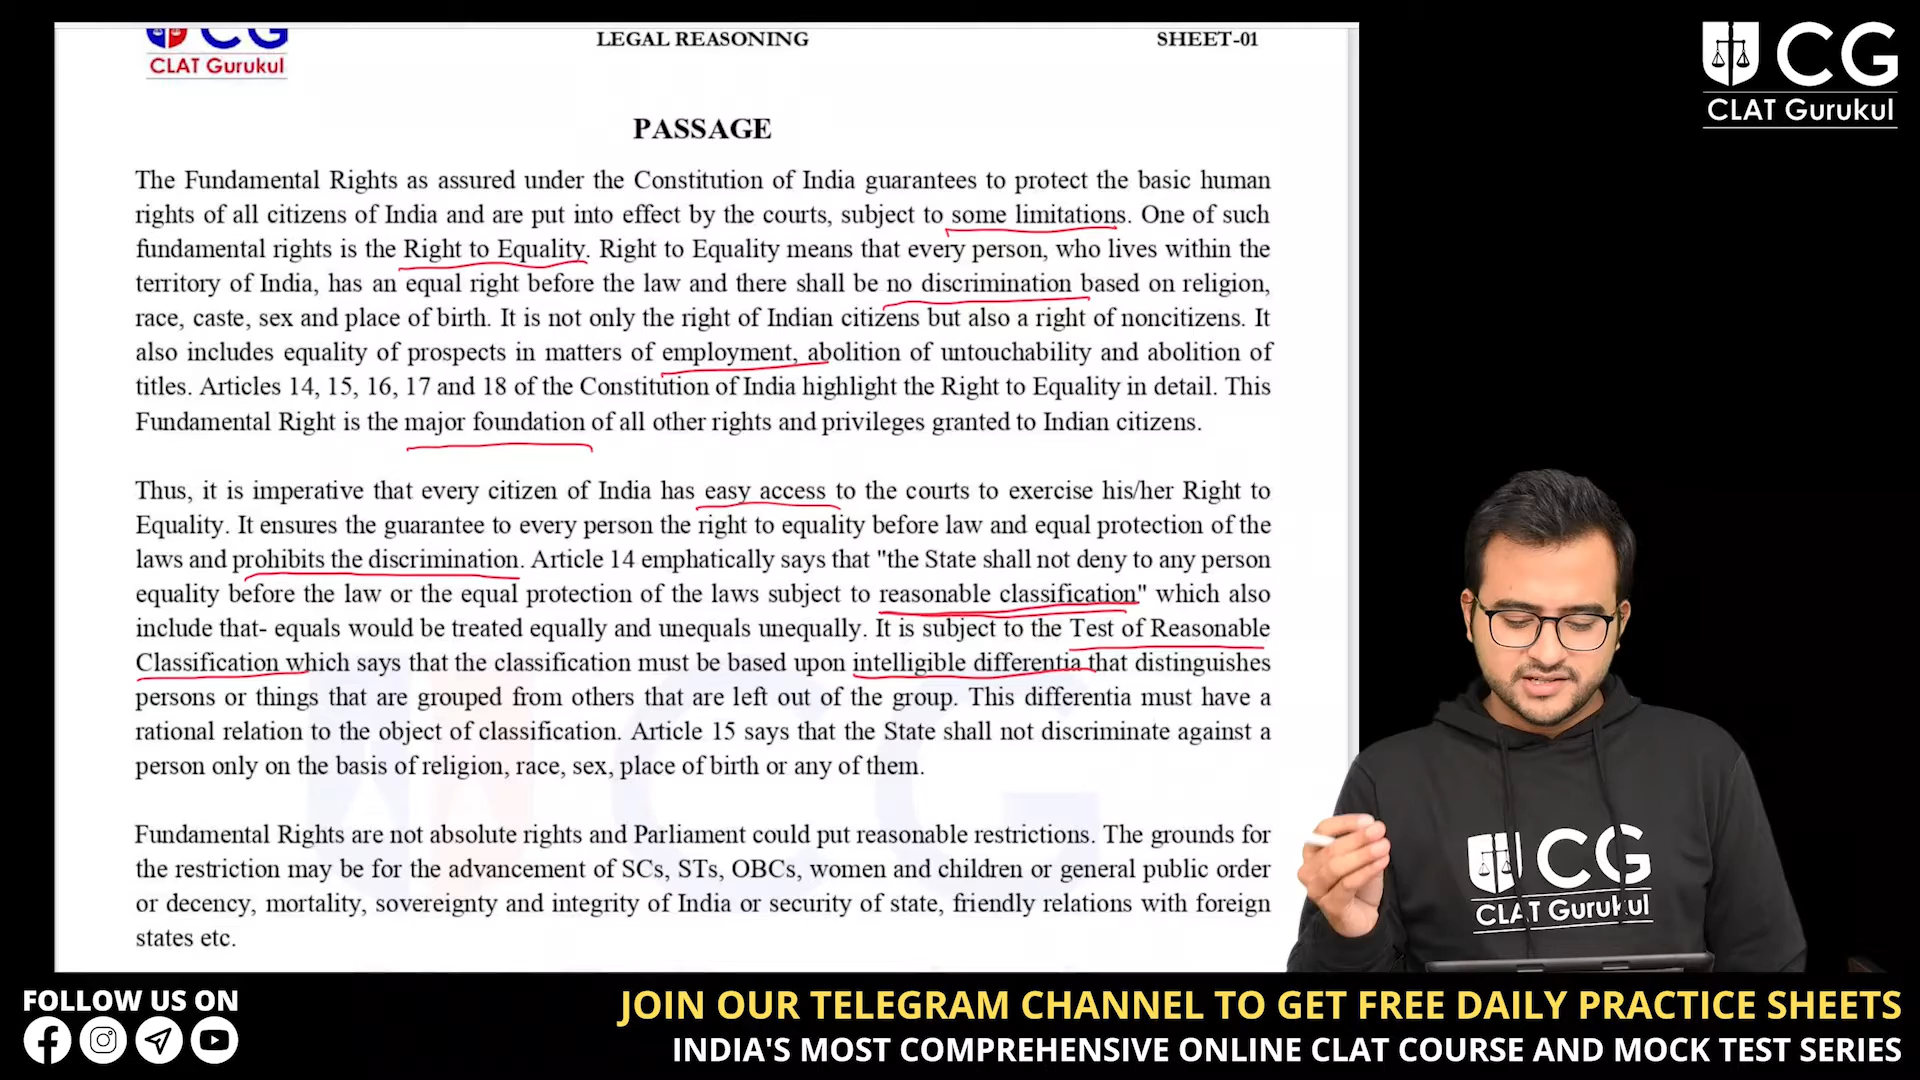 CG
CLAT Gurukul
LEGAL REASONING
SHEET-01
PASSAGE
The Fundamental Rights as assured under the Constitution of India guarantees to protect the basic human
rights of all citizens of India and are put into effect by the courts, subject to some limitations. One of such
fundamental rights is the Right to Equality. Right to Equality means that every person, who lives within the
territory of India, has an equal right before the law and there shall be no discrimination based on religion,
race, caste, sex and place of birth. It is not only the right of Indian citizens but also a right of noncitizens. It
also includes equality of prospects in matters of employment, abolition of untouchability and abolition of
titles. Articles 14, 15, 16, 17 and 18 of the Constitution of India highlight the Right to Equality in detail. This
Fundamental Right is the major foundation of all other rights and privileges granted to Indian citizens.
Thus, it is imperative that every citizen of India has easy access to the courts to exercise his/her Right to
Equality. It ensures the guarantee to every person the right to equality before law and equal protection of the
laws and prohibits the discrimination. Article 14 emphatically says that "the State shall not deny to any person
equality before the law or the equal protection of the laws subject to reasonable classification" which also
include that- equals would be treated equally and unequals unequally. It is subject to the Test of Reasonable
Classification which says that the classification must be based upon intelligible differentia that distinguishes
persons or things that are grouped from others that are left out of the group. This differentia must have a
rational relation to the object of classification. Article 15 says that the State shall not discriminate against a
person only on the basis of religion, race, sex, place of birth or any of them.
Fundamental Rights are not absolute rights and Parliament could put reasonable restrictions. The grounds for
the restriction may be for the advancement of SCs, STs, OBCs, women and children or general public order
or decency, mortality, sovereignty and integrity of India or security of state, friendly relations with foreign
states etc.
CG
CLAT Gurukul
CG
CLAT Gurukul
FOLLOW US ON
JOIN OUR TELEGRAM CHANNEL TO GET FREE DAILY PRACTICE SHEETS
INDIA'S MOST COMPREHENSIVE ONLINE CLAT COURSE AND MOCK TEST SERIES